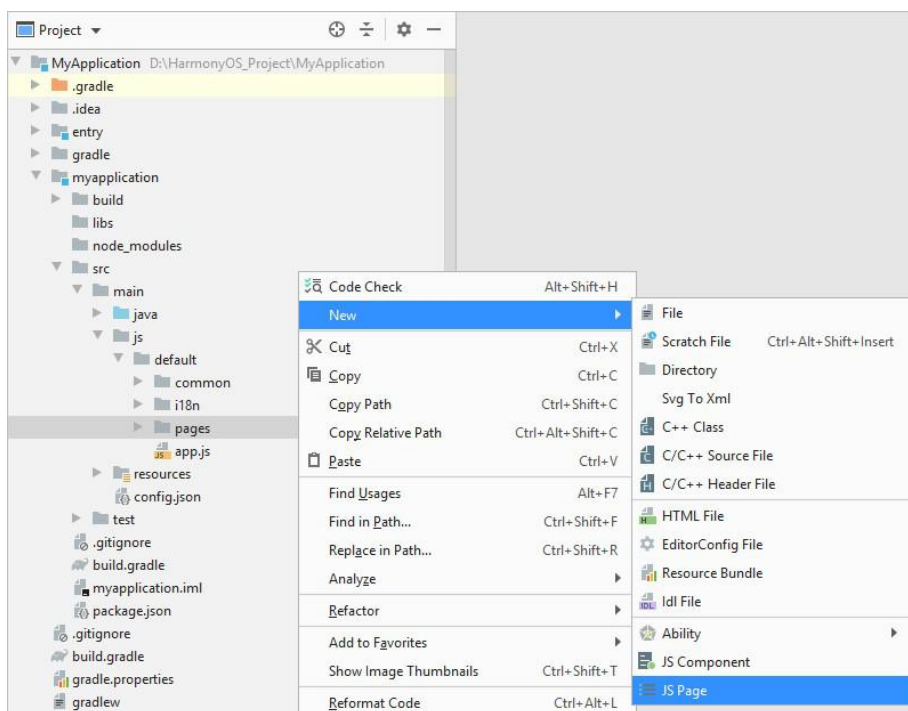 Project
MyApplication D:\HarmonyOS_Project\MyApplication
.gradle
.idea
entry
gradle
myapplication
build
libs
node_modules
src
main
java
js
default
common
i18n
pages
app.js
resources
config.json
test
.gitignore
build.gradle
myapplication.iml
package.json
.gitignore
build.gradle
gradle.properties
gradlew
Code Check Alt+Shift+H
New
Cut Ctrl+X
Copy Ctrl+C
Copy Path Ctrl+Shift+C
Copy Relative Path Ctrl+Alt+Shift+C
Paste Ctrl+V
Find Usages Alt+F7
Find in Path... Ctrl+Shift+F
Replace in Path... Ctrl+Shift+R
Analyze
Refactor
Add to Favorites
Show Image Thumbnails Ctrl+Shift+T
Reformat Code Ctrl+Alt+L
File
Scratch File Ctrl+Alt+Shift+Insert
Directory
Svg To Xml
C++ Class
C/C++ Source File
C/C++ Header File
HTML File
EditorConfig File
Resource Bundle
Idl File
Ability
JS Component
JS Page